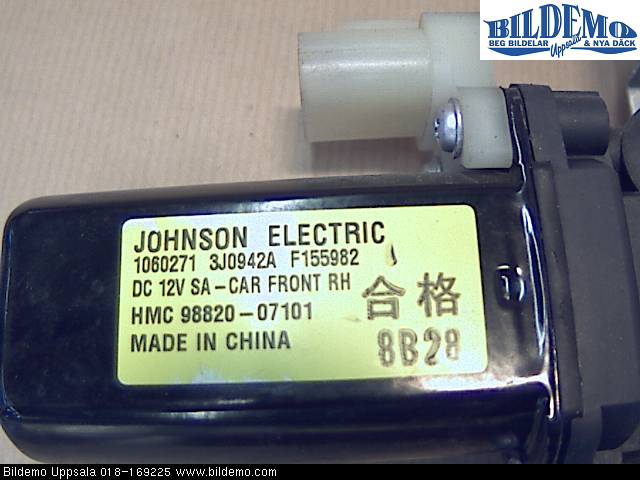 BILDEMO
BEG BILDELAR Uppsala & NYA DÄCK
JOHNSON ELECTRIC
1060271 3J0942A F155982
DC 12V SA-CAR FRONT RH
HMC 98820-07101
MADE IN CHINA
合格
8B28
Bildemo Uppsala 018-169225 www.bildemo.com